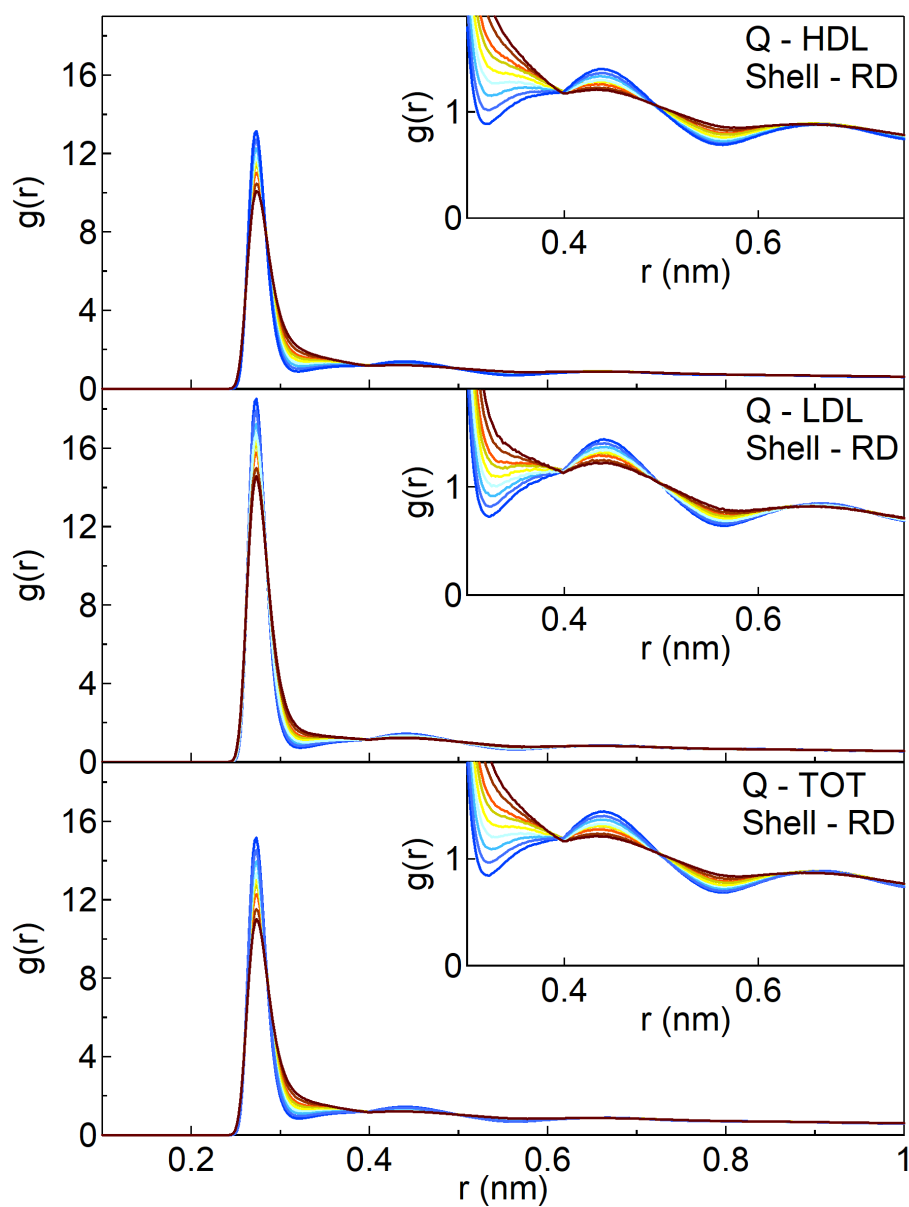 16
12
8
4
0
g(r)
Q - HDL
Shell - RD
1
0
g(r)
0.4
0.6
r (nm)
16
12
8
4
0
g(r)
Q - LDL
Shell - RD
1
0
g(r)
0.4
0.6
r (nm)
16
12
8
4
0
g(r)
Q - TOT
Shell - RD
1
0
g(r)
0.4
0.6
r (nm)
0.2
0.4
0.6
0.8
1
r (nm)